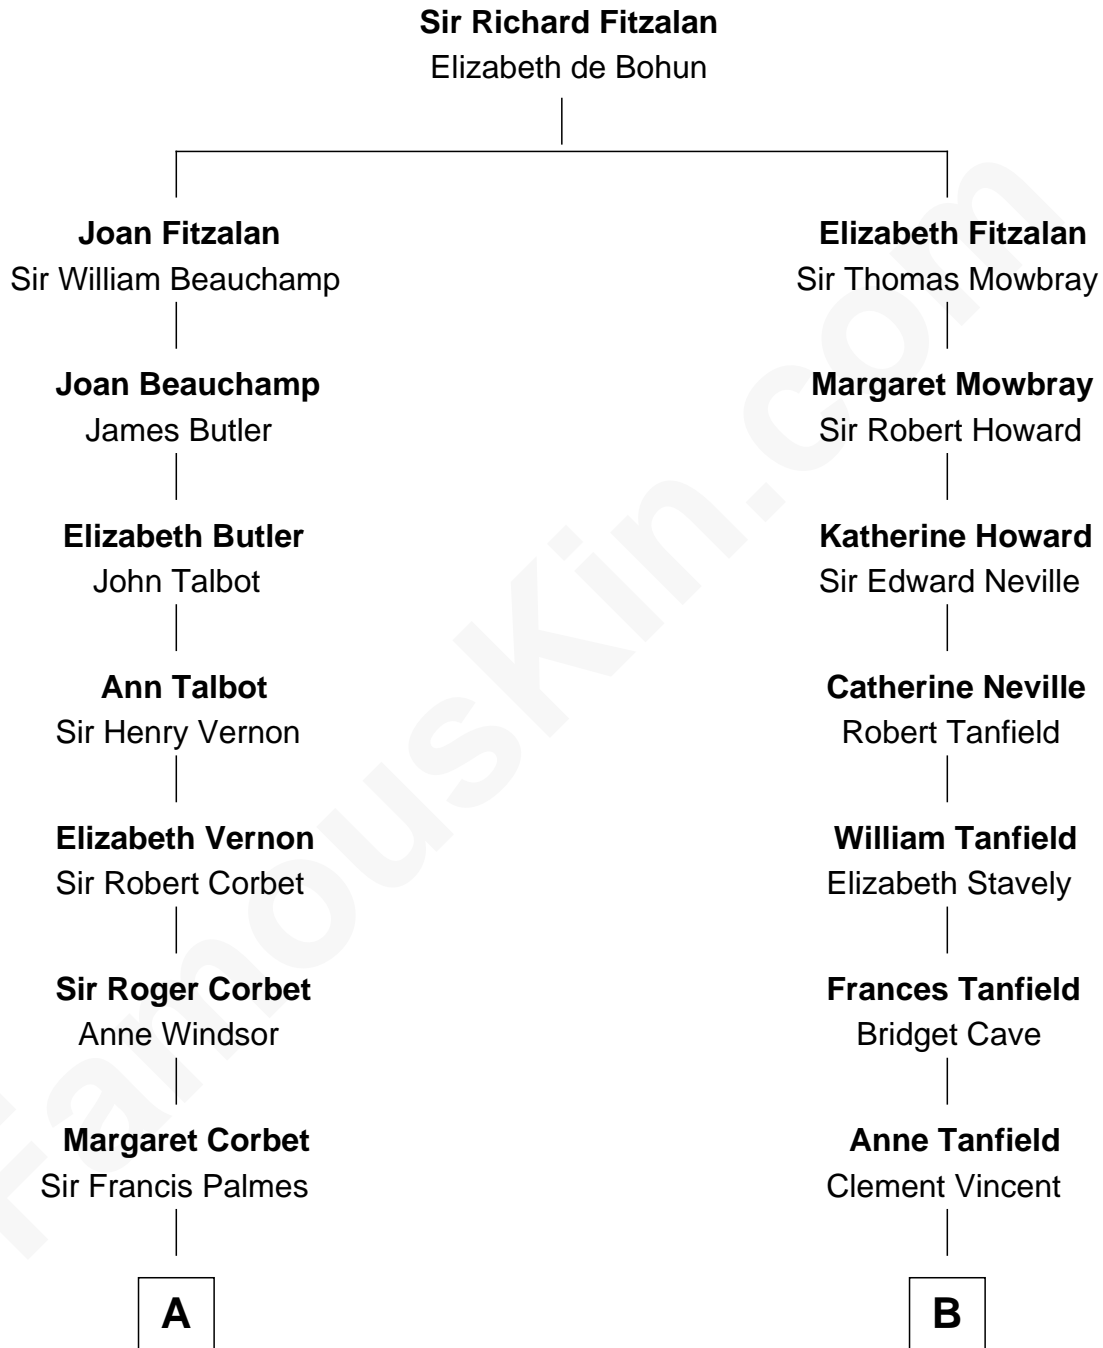 Sir Richard Fitzalan
Elizabeth de Bohun
Joan Fitzalan
Sir William Beauchamp
Elizabeth Fitzalan
Sir Thomas Mowbray
Joan Beauchamp
James Butler
Margaret Mowbray
Sir Robert Howard
Elizabeth Butler
John Talbot
Katherine Howard
Sir Edward Neville
Ann Talbot
Sir Henry Vernon
Catherine Neville
Robert Tanfield
Elizabeth Vernon
Sir Robert Corbet
William Tanfield
Elizabeth Stavely
Sir Roger Corbet
Anne Windsor
Frances Tanfield
Bridget Cave
Margaret Corbet
Sir Francis Palmes
Anne Tanfield
Clement Vincent
A
B
FamousKin.com